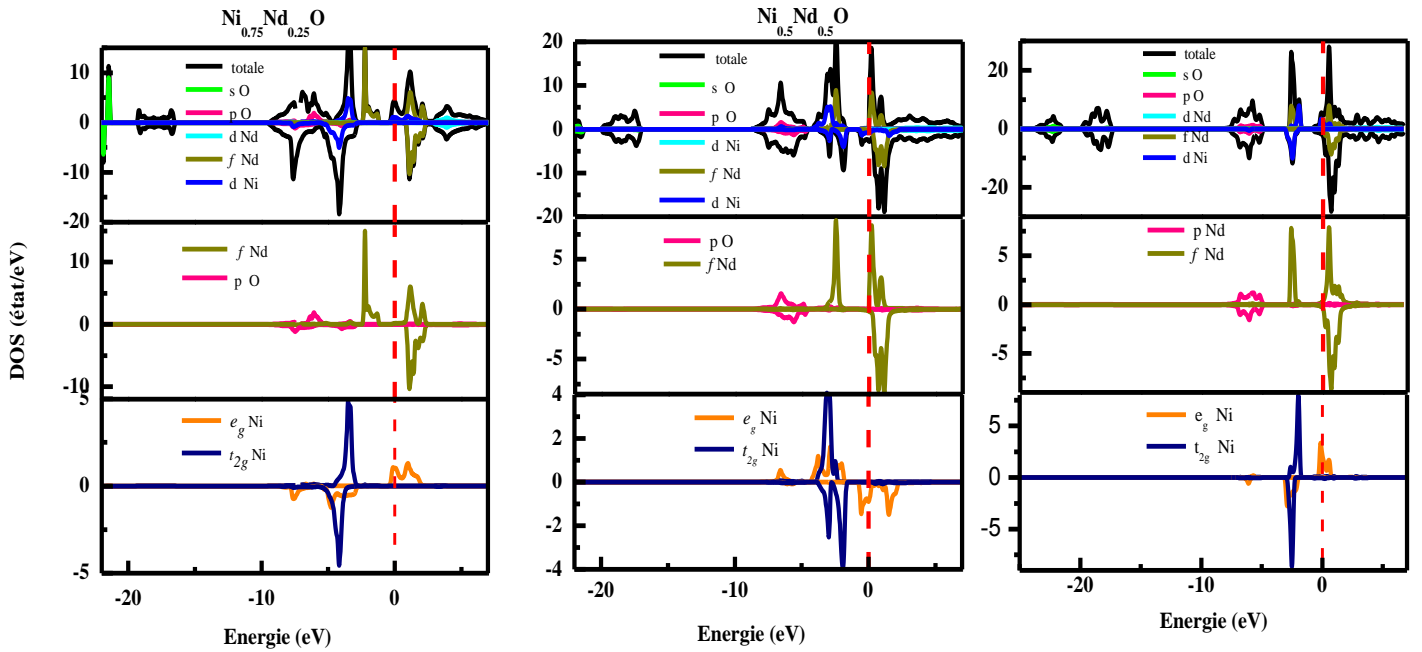 Ni0.75Nd0.25O
DOS (état/eV)
10
0
-10
-20
totale
s O
p O
d Nd
f Nd
d Ni
10
0
-10
f Nd
p O
5
0
-5
eg Ni
t2g Ni
-20
-10
0
Energie (eV)
Ni0.5Nd0.5O
20
10
0
-10
-20
totale
s O
p O
d Ni
f Nd
d Ni
5
0
-5
p O
f Nd
4
4
2
0
-2
-4
eg Ni
t2g Ni
-20
-10
0
Energie (eV)
20
0
-20
totale
s O
p O
d Nd
f Nd
d Ni
5
0
-5
p Nd
f Nd
5
0
-5
eg Ni
t2g Ni
-20
-10
0
Energie (eV)